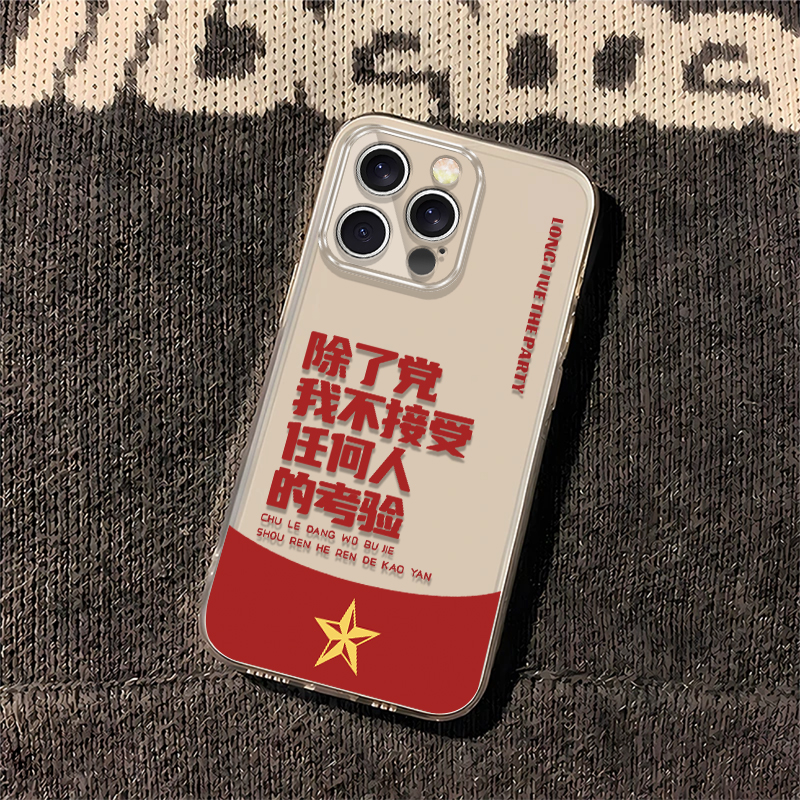 LONG LIVE THE PARTY
除了党
我不接受
任何人
的考验
CHU LE DANG WO BU JIE
SHOU REN HE REN DE KAO YAN